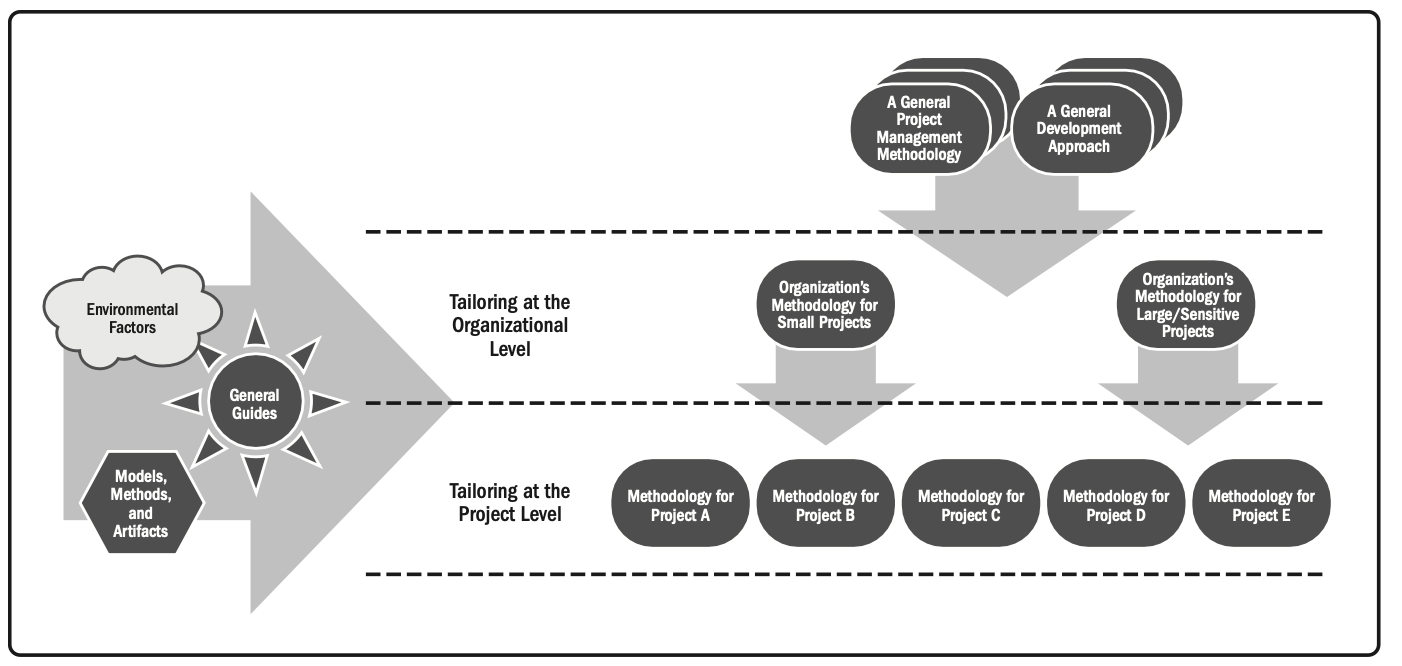 A General
Project
Management
Methodology
A General
Development
Approach
Environmental
Factors
General
Guides
Models,
Methods,
and
Artifacts
Tailoring at the
Organizational
Level
Organization’s
Methodology for
Small Projects
Organization’s
Methodology for
Large/Sensitive
Projects
Tailoring at the
Project Level
Methodology for
Project A
Methodology for
Project B
Methodology for
Project C
Methodology for
Project D
Methodology for
Project E